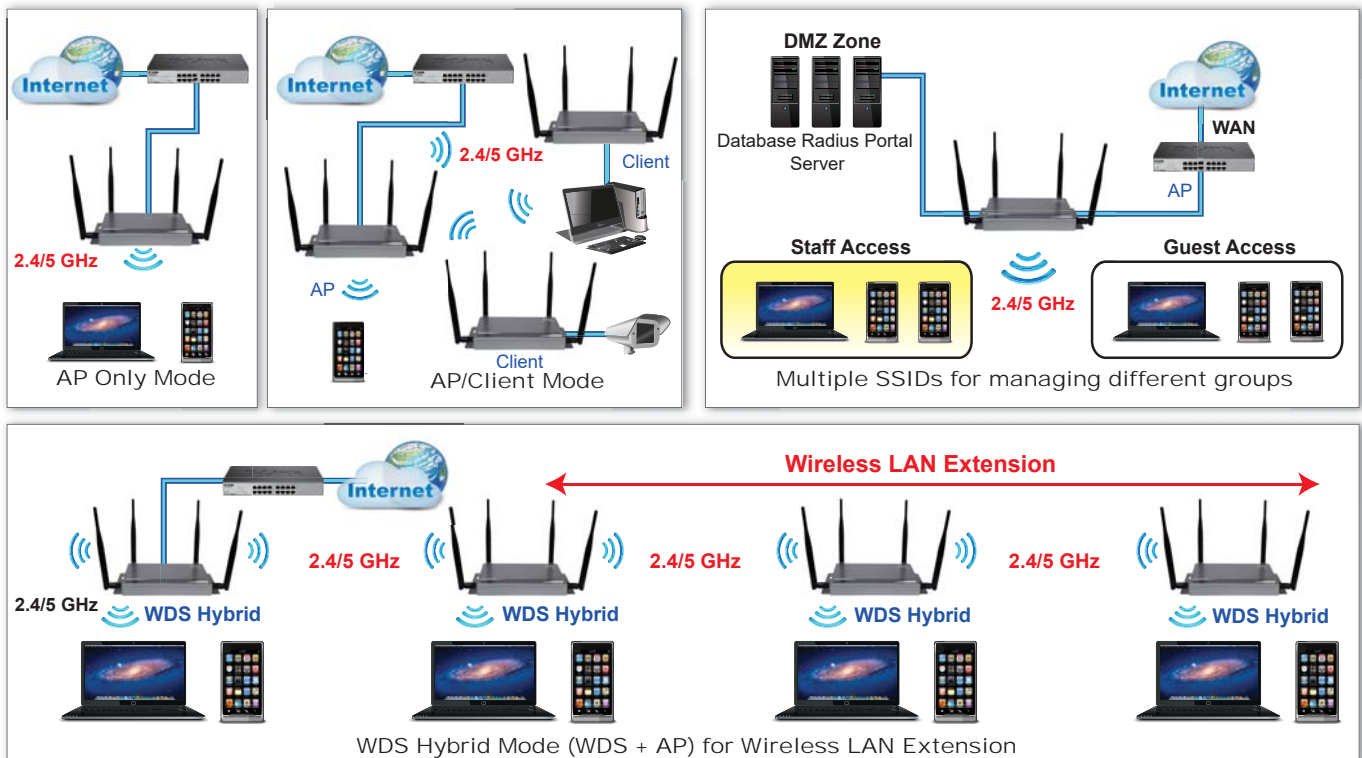 Internet
2.4/5 GHz
AP Only Mode
Internet
2.4/5 GHz
Client
AP
Client
AP/Client Mode
DMZ Zone
Database Radius Portal
Server
Internet
WAN
AP
Staff Access
Guest Access
2.4/5 GHz
Multiple SSIDs for managing different groups
Internet
Wireless LAN Extension
2.4/5 GHz
2.4/5 GHz
2.4/5 GHz
2.4/5 GHz
WDS Hybrid
WDS Hybrid
WDS Hybrid
WDS Hybrid
WDS Hybrid Mode (WDS + AP) for Wireless LAN Extension